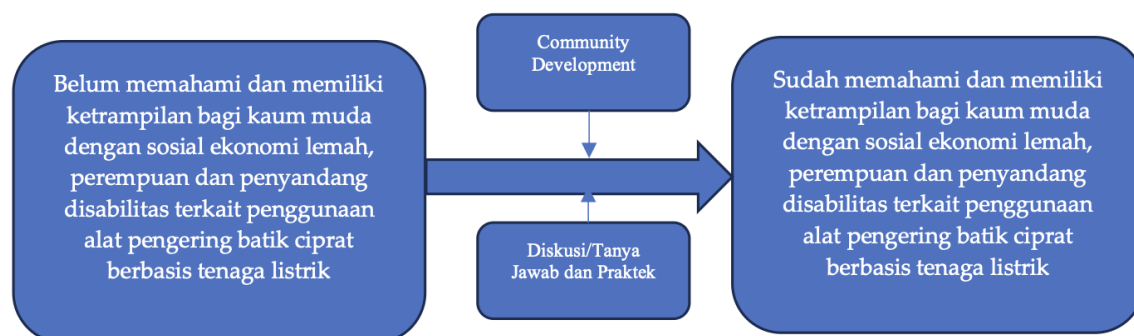 Belum memahami dan memiliki
ketrampilan bagi kaum muda
dengan sosial ekonomi lemah,
perempuan dan penyandang
disabilitas terkait penggunaan
alat pengering batik ciprat
berbasis tenaga listrik
Community
Development
Diskusi/Tanya
Jawab dan Praktek
Sudah memahami dan memiliki
ketrampilan bagi kaum muda
dengan sosial ekonomi lemah,
perempuan dan penyandang
disabilitas terkait penggunaan
alat pengering batik ciprat
berbasis tenaga listrik